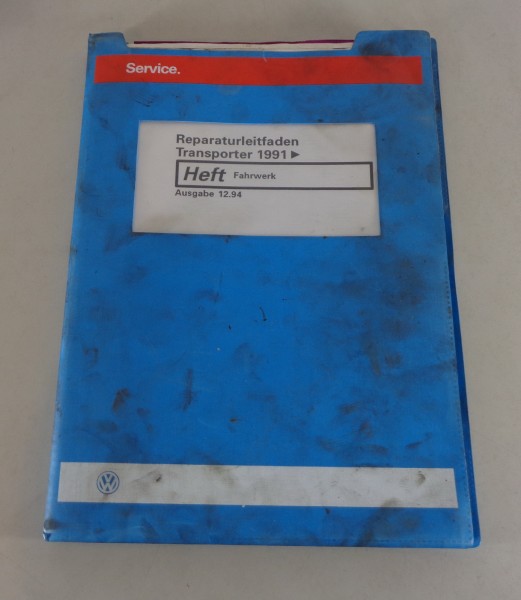 Service.
Reparaturleitfaden
Transporter 1991 ►
Heft Fahrwerk
Ausgabe 12.94